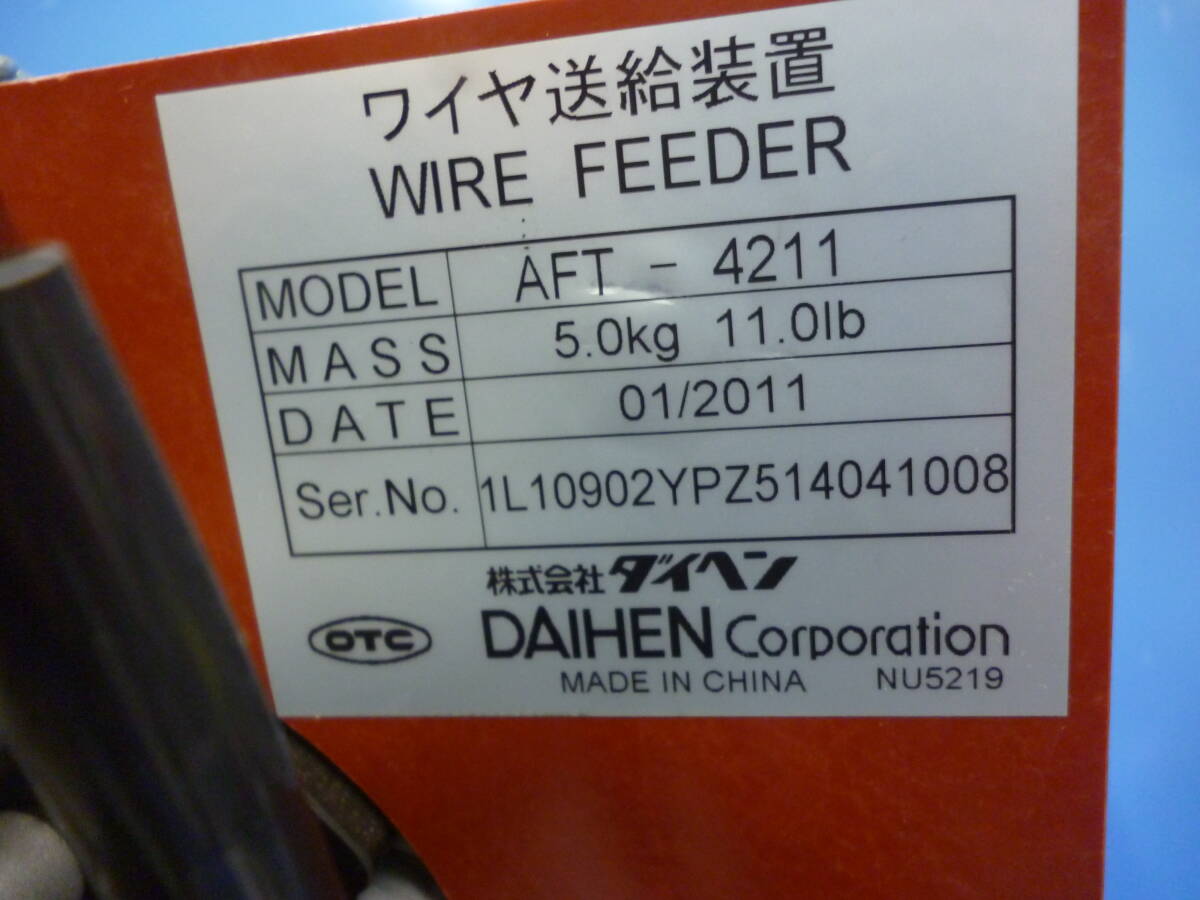 ワイヤ送給装置
WIRE FEEDER
MODEL AFT - 4211
MASS 5.0kg 11.0lb
DATE 01/2011
Ser.No. 1L10902YPZ514041008
株式会社ダイヘン
OTC DAIHEN Corporation
MADE IN CHINA NU5219